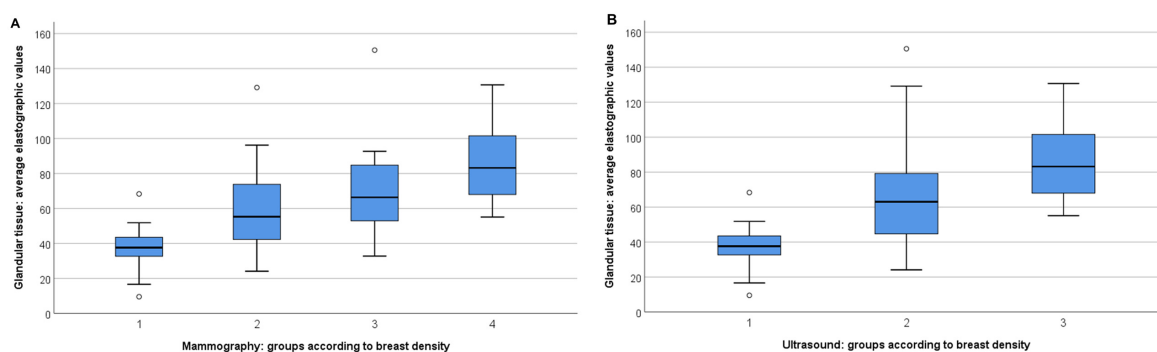 A
Glandular tissue: average elastographic values
160
140
120
100
80
60
40
20
0
1 2 3 4
Mammography: groups according to breast density
B
Glandular tissue: average elastographic values
160
140
120
100
80
60
40
20
0
1 2 3
Ultrasound: groups according to breast density